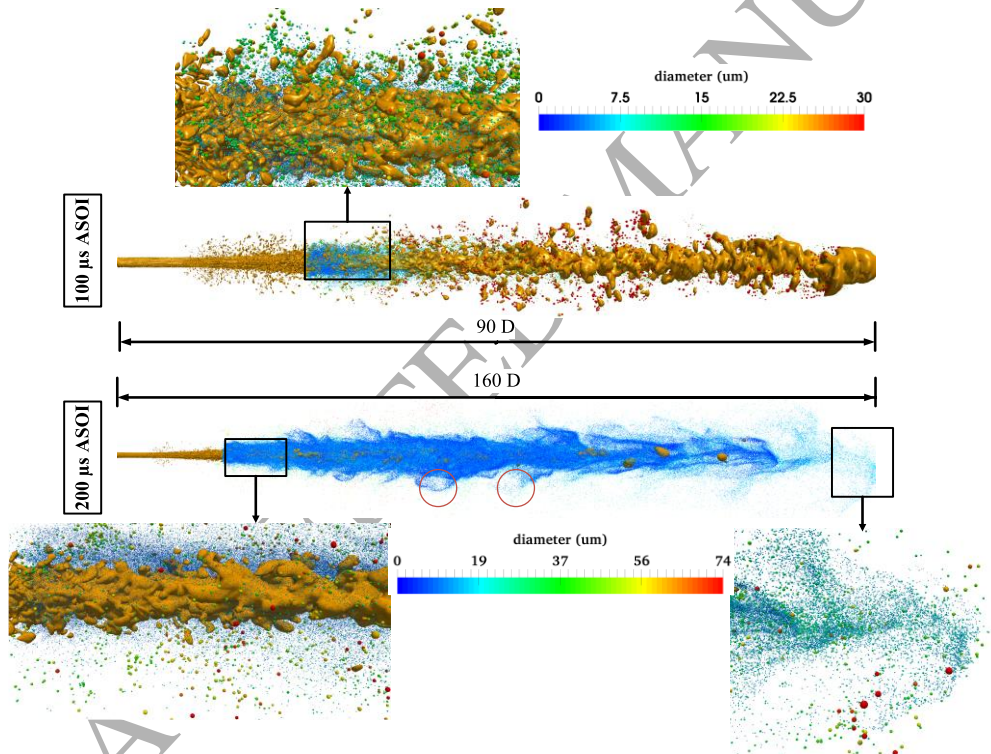 diameter (um)
0 7.5 15 22.5 30
100 µs ASOI
90 D
160 D
200 µs ASOI
diameter (um)
0 19 37 56 74